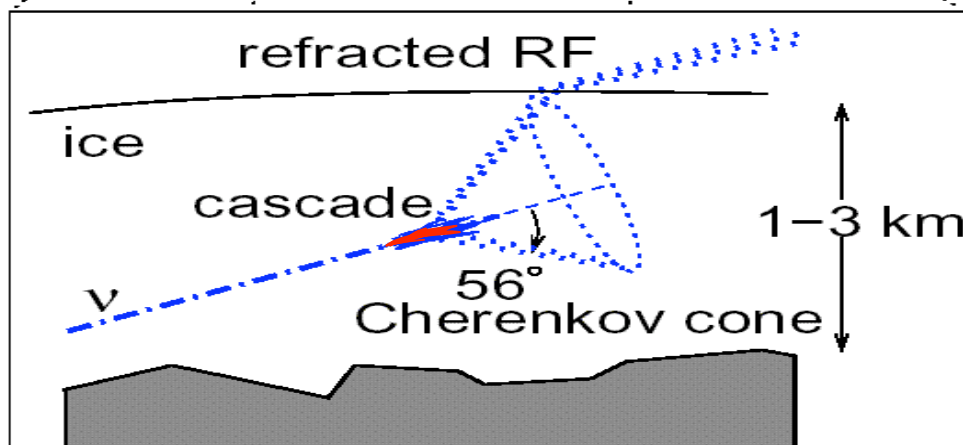 refracted RF
ice
cascade
1−3 km
56°
ν
Cherenkov cone